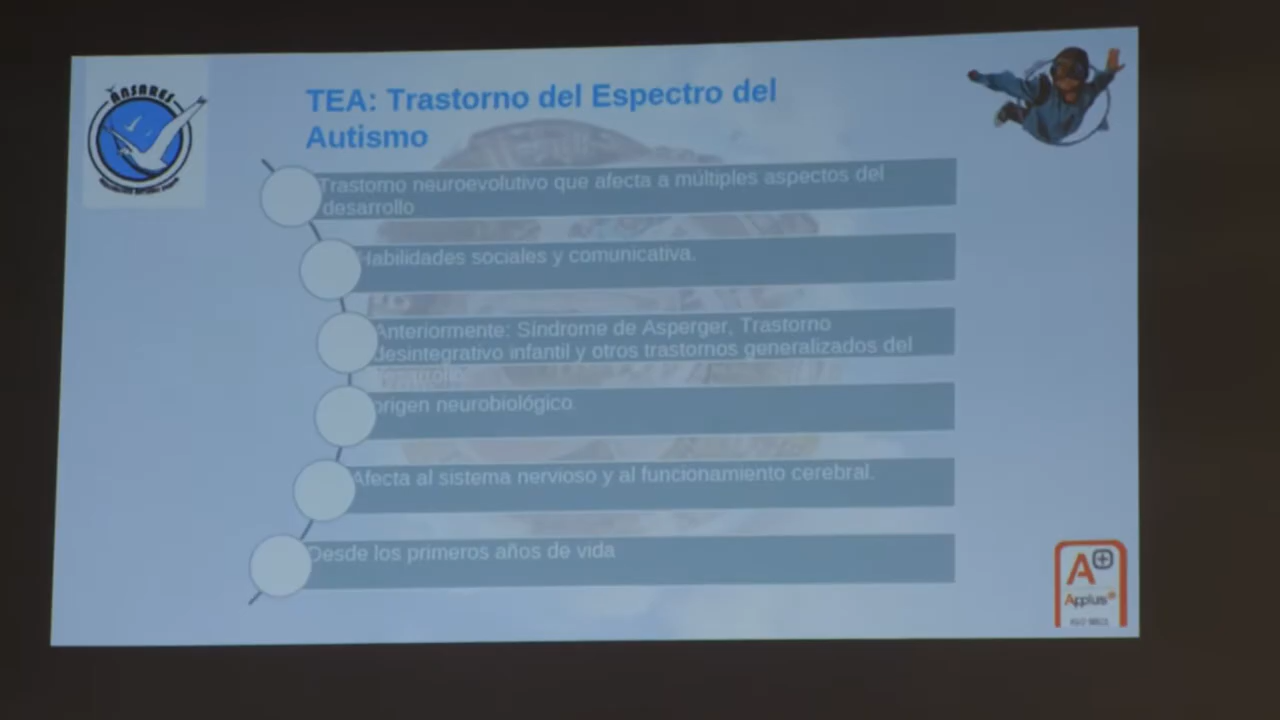 ANSARES
TEA: Trastorno del Espectro del
Autismo
Trastorno neuroevolutivo que afecta a múltiples aspectos del
desarrollo
Habilidades sociales y comunicativa.
Anteriormente: Síndrome de Asperger, Trastorno
desintegrativo infantil y otros trastornos generalizados del
desarrollo
origen neurobiológico
Afecta al sistema nervioso y al funcionamiento cerebral.
Desde los primeros años de vida
A+
Applus+